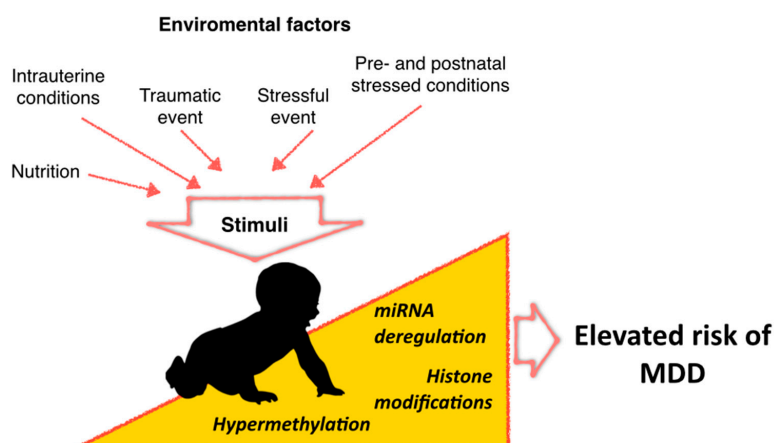 Enviromental factors
Intrauterine
conditions
Traumatic
event
Stressful
event
Pre- and postnatal
stressed conditions
Nutrition
Stimuli
miRNA
deregulation
Histone
modifications
Hypermethylation
Elevated risk of
MDD